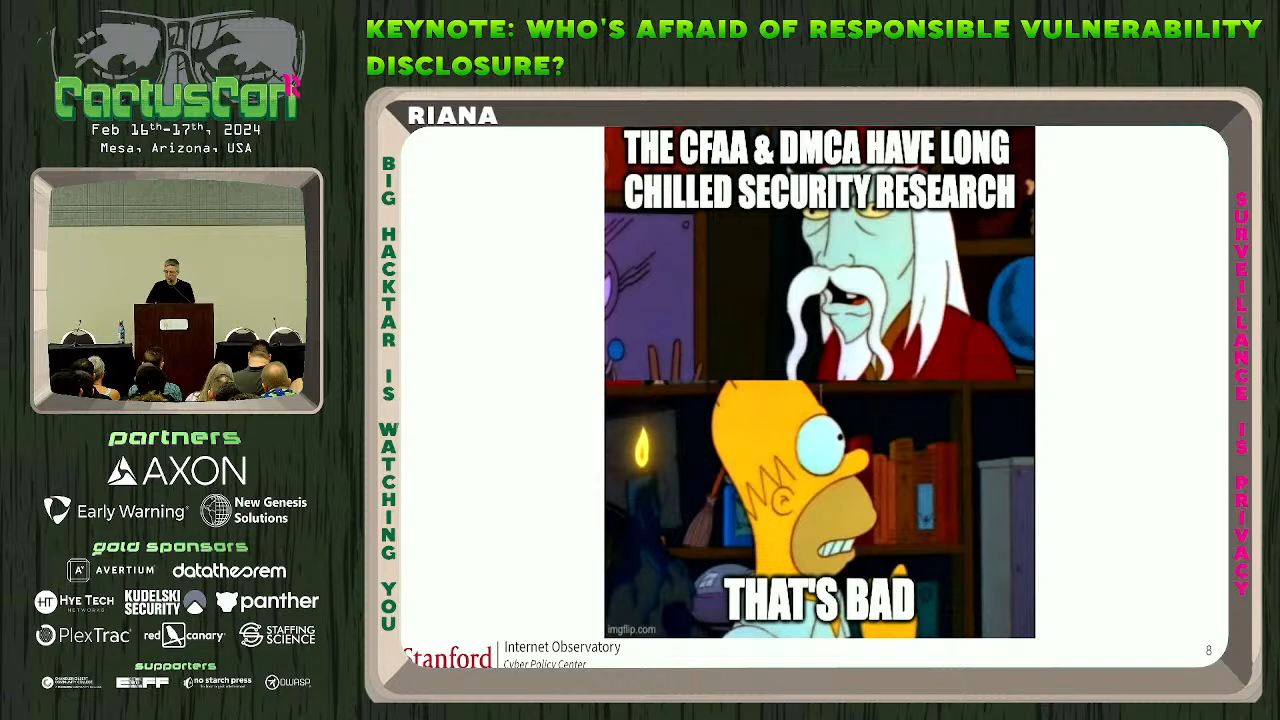 KEYNOTE: WHO'S AFRAID OF RESPONSIBLE VULNERABILITY
DISCLOSURE?
CactusCon
Feb 16th-17th, 2024
Mesa, Arizona, USA
RIANA
BIG HACKTAR IS WATCHING YOU
THE CFAA & DMCA HAVE LONG
CHILLED SECURITY RESEARCH
THAT'S BAD
imgflip.com
Stanford
Internet Observatory
Cyber Policy Center
8
SURVEILLANCE IS PRIVACY
partners
AXON
Early Warning
New Genesis
Solutions
gold sponsors
AVERTIUM
datatheorem
HT HYE TECH
NETWORKS
KUDELSKI
SECURITY
panther
PlexTrac
red canary
STAFFING
SCIENCE
supporters
EFF
no starch press
OWASP